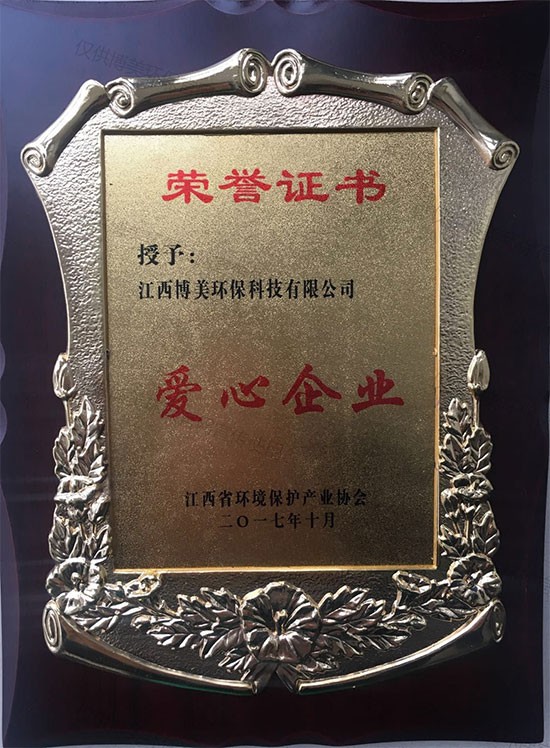 荣誉证书
授予：
江西博美环保科技有限公司
爱心企业
江西省环境保护产业协会
二〇一七年十月